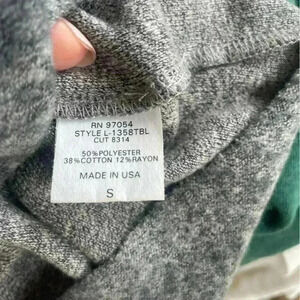 RN 97054
STYLE L-1358TBL
CUT 8314
50%POLYESTER
38%COTTON 12%RAYON
MADE IN USA
S